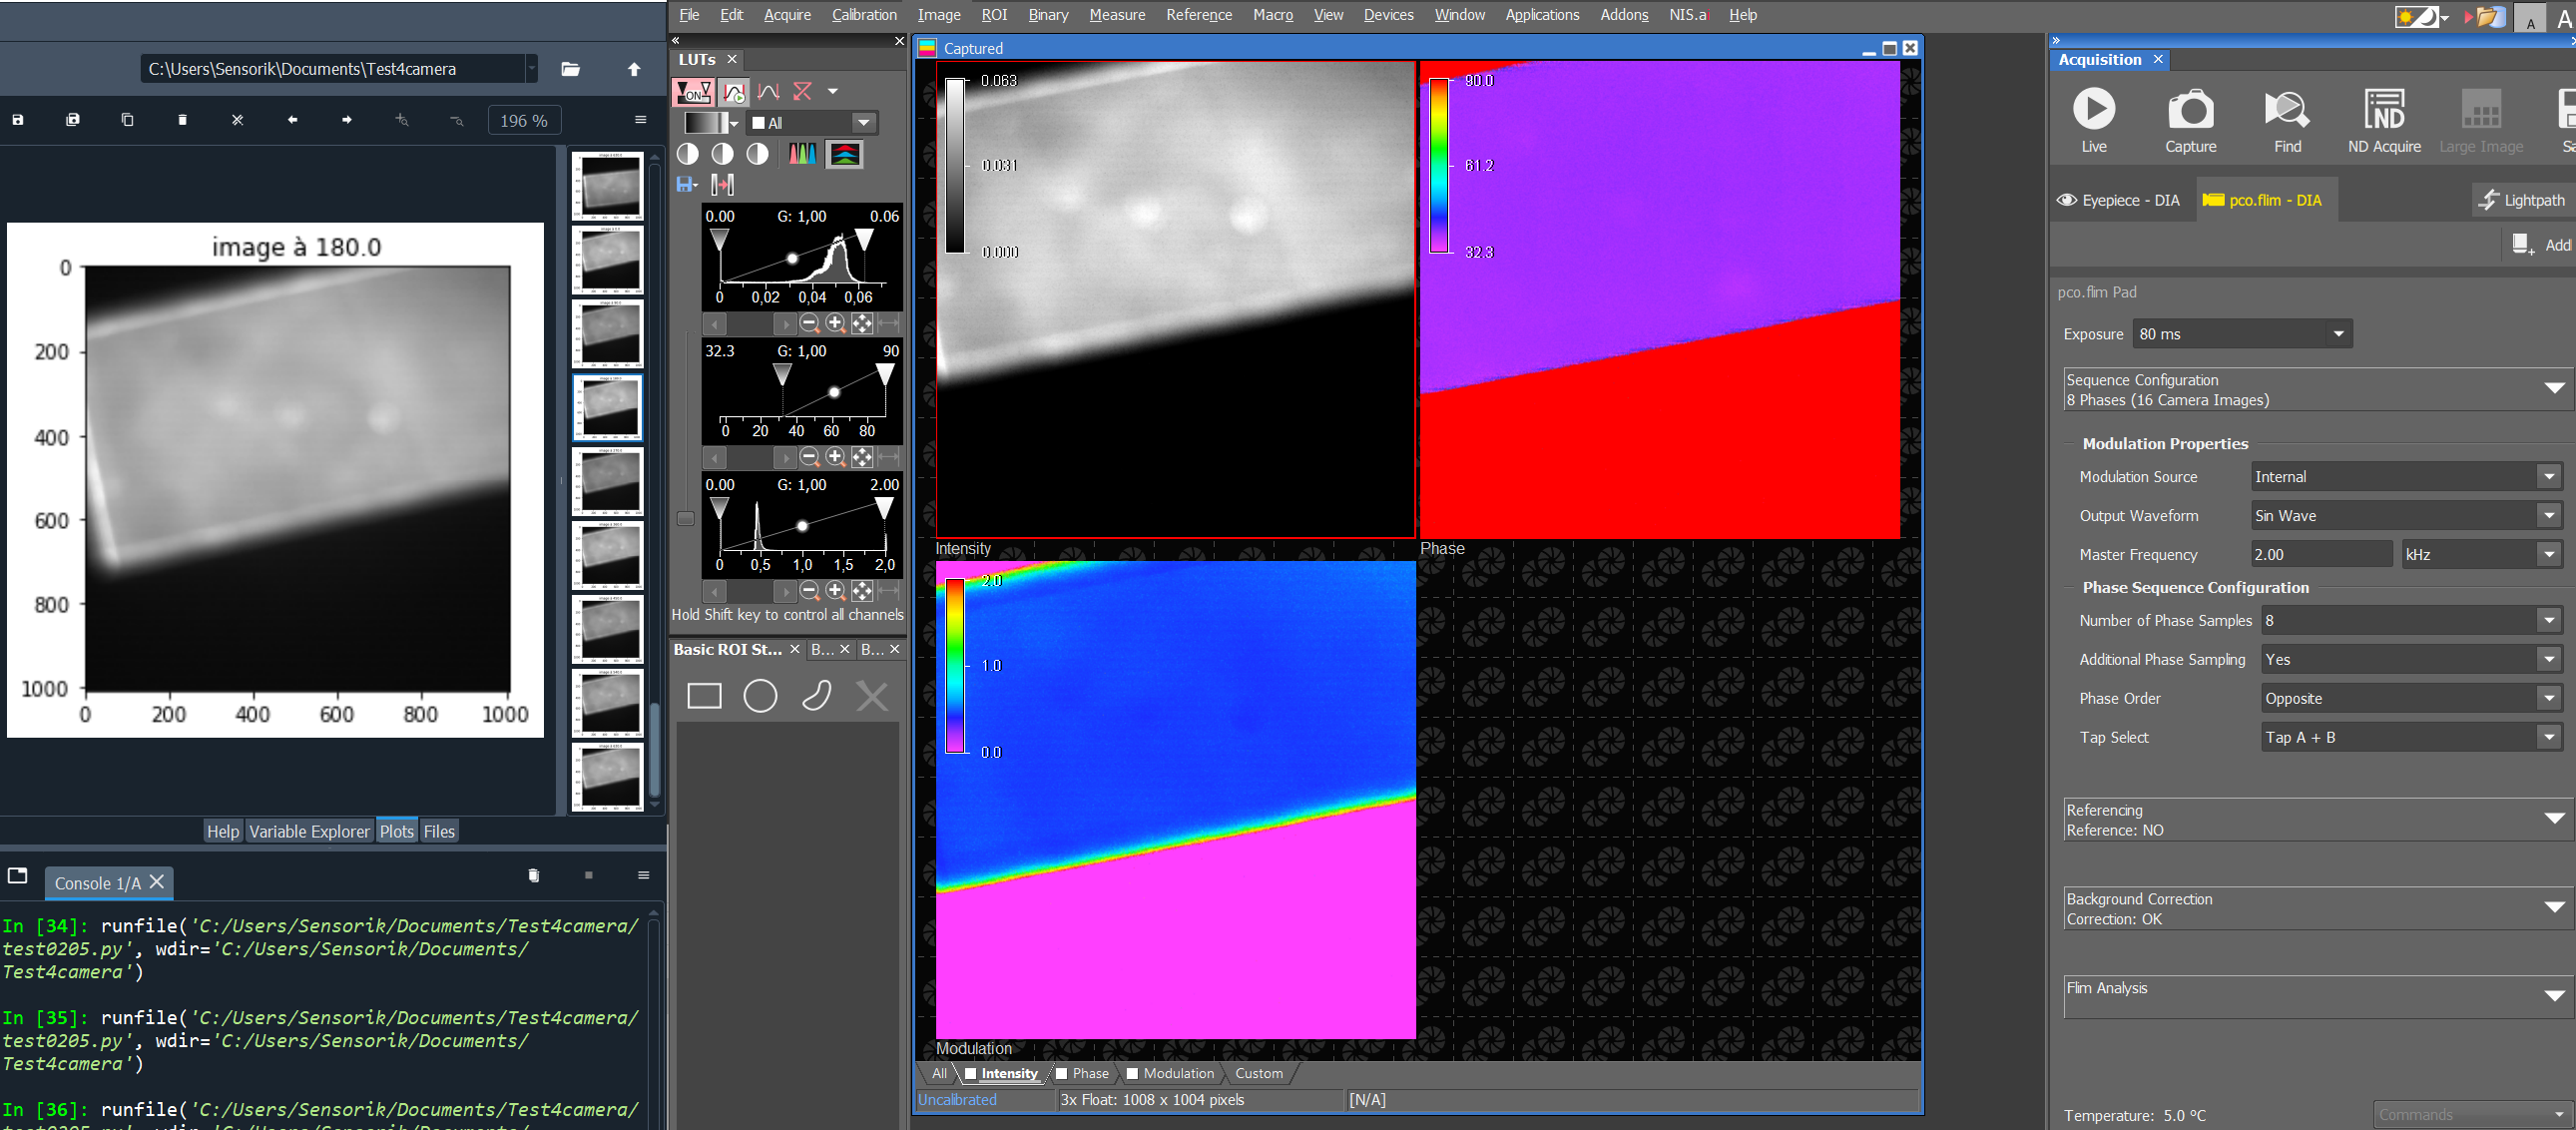 C:\Users\Sensorik\Documents\Test4camera
196 %
image à 180.0
0
200
400
600
800
1000
0 200 400 600 800 1000
Help Variable Explorer Plots Files
Console 1/A
In [34]: runfile('C:/Users/Sensorik/Documents/Test4camera/
test0205.py', wdir='C:/Users/Sensorik/Documents/
Test4camera')
In [35]: runfile('C:/Users/Sensorik/Documents/Test4camera/
test0205.py', wdir='C:/Users/Sensorik/Documents/
Test4camera')
In [36]: runfile('C:/Users/Sensorik/Documents/Test4camera/
File Edit Acquire Calibration Image ROI Binary Measure Reference Macro View Devices Window Applications Addons NIS.a Help
LUTs
ON
All
0.00 G: 1,00 0.06
0 0,02 0,04 0,06
32.3 G: 1,00 90
0 20 40 60 80
0.00 G: 1,00 2.00
0 0,5 1,0 1,5 2,0
Hold Shift key to control all channels
Basic ROI St... B... B...
Captured
0.063
0.031
0.000
Intensity
90.0
61.2
32.3
Phase
2.0
1.0
0.0
Modulation
All Intensity Phase Modulation Custom
Uncalibrated 3x Float: 1008 x 1004 pixels [N/A]
A A
Acquisition
Live Capture Find ND Acquire Large Image Sa
ND
Eyepiece - DIA pco.flim - DIA Lightpath
Add
pco.flim Pad
Exposure 80 ms
Sequence Configuration
8 Phases (16 Camera Images)
Modulation Properties
Modulation Source Internal
Output Waveform Sin Wave
Master Frequency 2.00 kHz
Phase Sequence Configuration
Number of Phase Samples 8
Additional Phase Sampling Yes
Phase Order Opposite
Tap Select Tap A + B
Referencing
Reference: NO
Background Correction
Correction: OK
Flim Analysis
Temperature: 5.0 °C
Commands